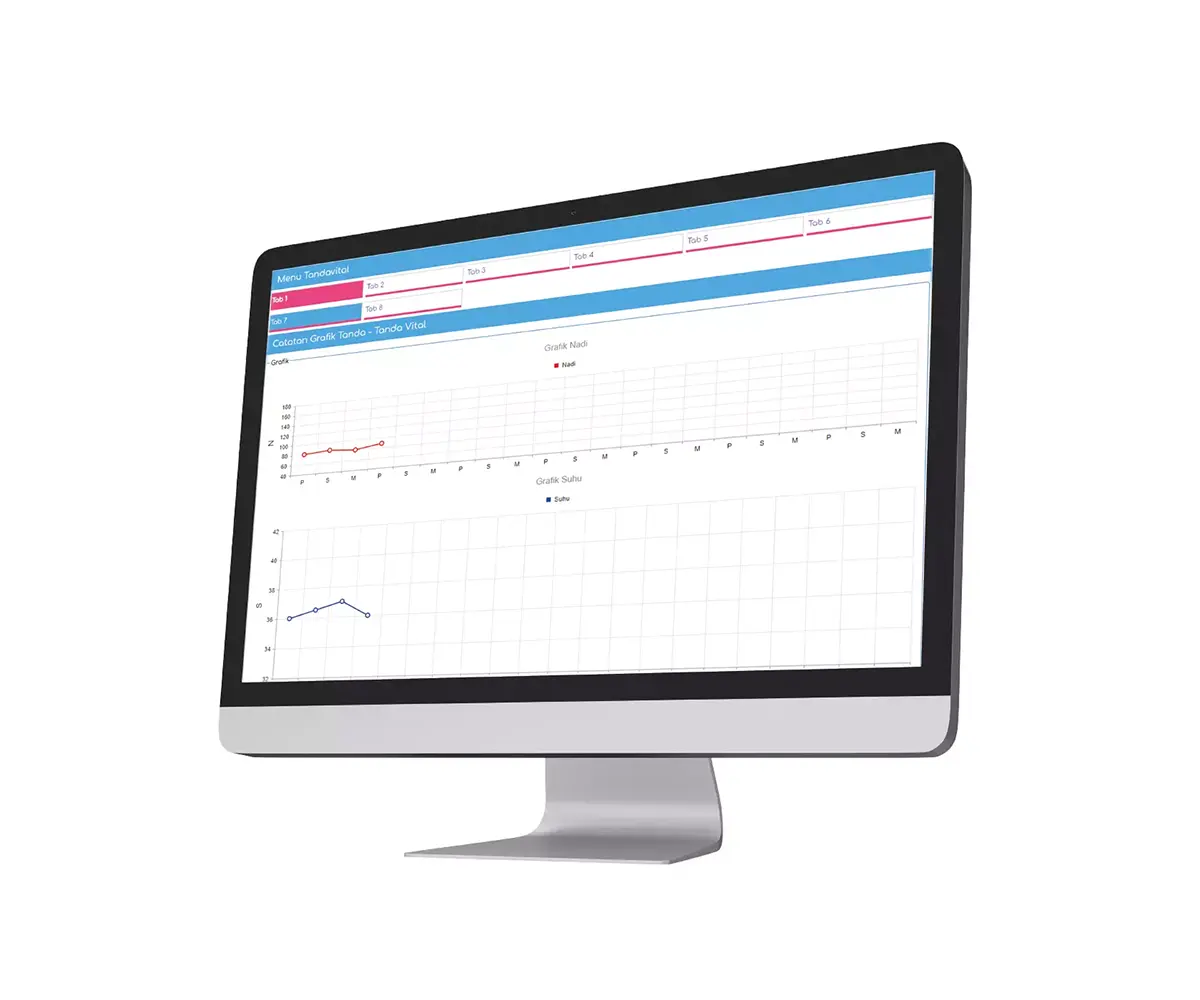 Menu Tandavital
Tab 1
Tab 2
Tab 3
Tab 4
Tab 5
Tab 6
Tab 7
Tab 8
Catatan Grafik Tanda - Tanda Vital
Grafik
Grafik Nadi
Nadi
N
180
160
140
120
100
80
60
40
P S M P S M P S M P S M P S M P S M P S M
Grafik Suhu
Suhu
S
42
40
38
36
34
32